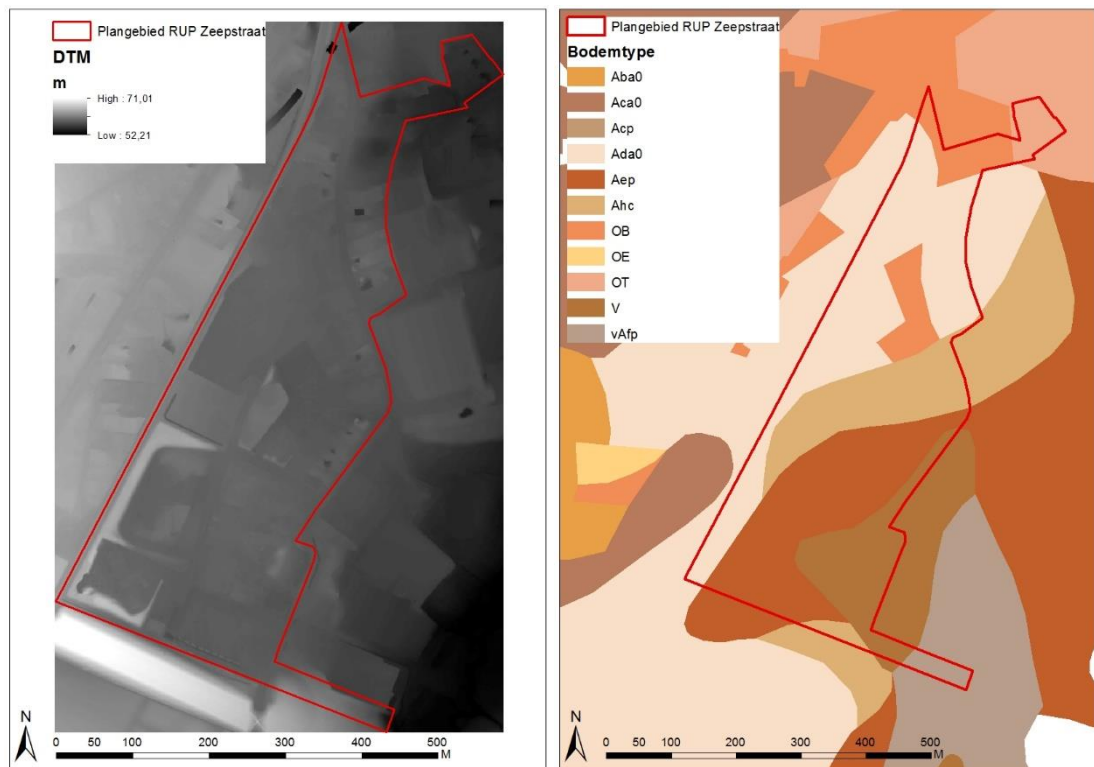 Plangebied RUP Zeepstraat
DTM
m
High : 71,01
Low : 52,21
N
0 50 100 200 300 400 500
M
Plangebied RUP Zeepstraat
Bodemtype
Aba0
Aca0
Acp
Ada0
Aep
Ahc
OB
OE
OT
V
vAfp
N
0 50 100 200 300 400 500
M